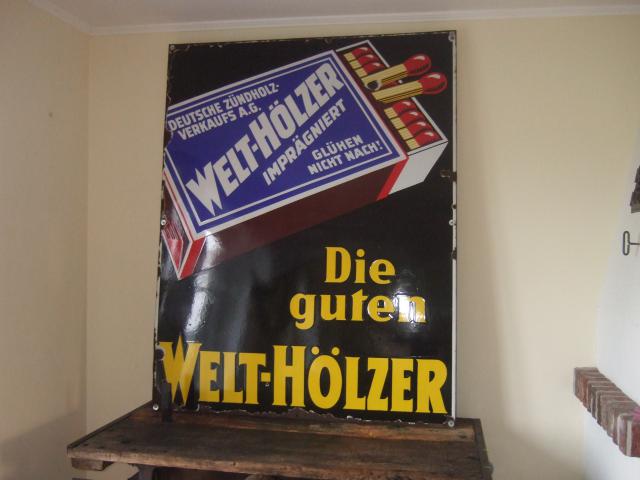 DEUTSCHE ZÜNDHOLZ-
VERKAUFS A.G.
WELT-HÖLZER
IMPRÄGNIERT
GLÜHEN
NICHT NACH!
Die
guten
WELT-HÖLZER